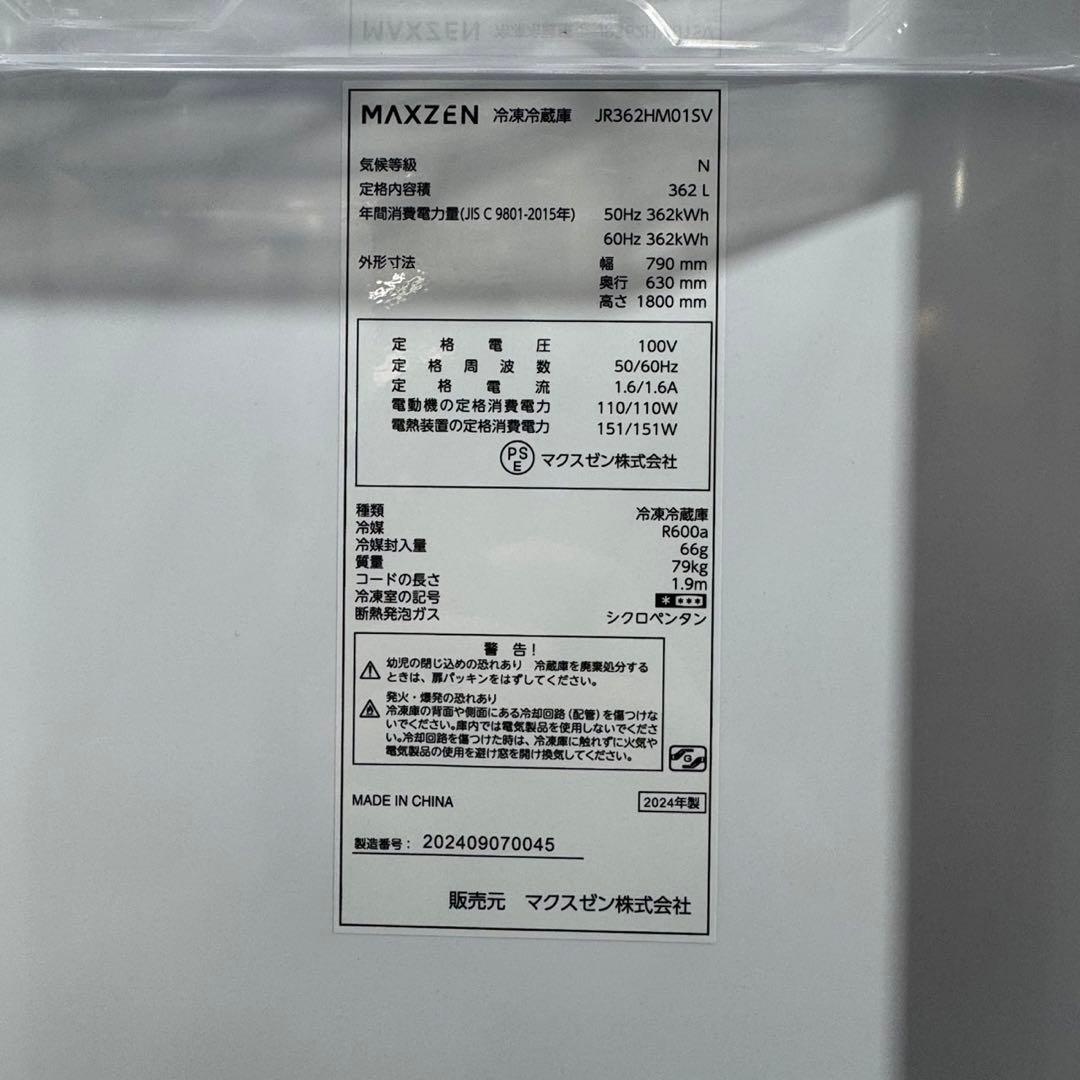 MAXZEN 冷凍冷蔵庫 JR362HM01SV
気候等級 N
定格内容積 362 L
年間消費電力量(JIS C 9801-2015年) 50Hz 362kWh
60Hz 362kWh
外形寸法 幅 790 mm
奥行 630 mm
高さ 1800 mm
定格電圧 100V
定格周波数 50/60Hz
定格電流 1.6/1.6A
電動機の定格消費電力 110/110W
電熱装置の定格消費電力 151/151W
PSE マクスゼン株式会社
種類 冷凍冷蔵庫
冷媒 R600a
冷媒封入量 66g
質量 79kg
コードの長さ 1.9m
冷凍室の記号 * ***
断熱発泡ガス シクロペンタン
警 告!
幼児の閉じ込めの恐れあり 冷蔵庫を廃棄処分する
ときは、扉パッキンをはずしてください。
発火・爆発の恐れあり
冷凍庫の背面や側面にある冷却回路(配管)を傷つけな
いでください。庫内では電気製品を使用しないでくださ
い。冷却回路を傷つけた時は、冷凍庫に触れずに火気や
電気製品の使用を避け窓を開け換気してください。
G
MADE IN CHINA 2024年製
製造番号: 202409070045
販売元 マクスゼン株式会社